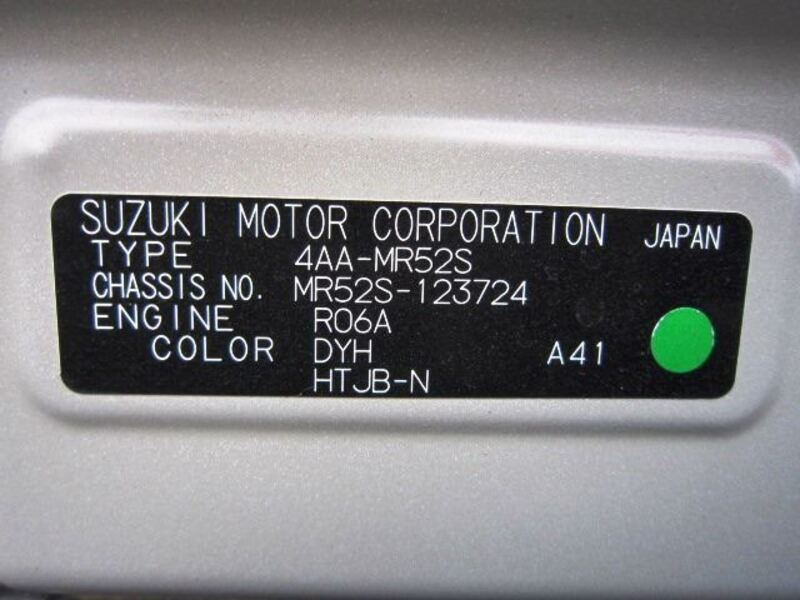 SUZUKI MOTOR CORPORATION JAPAN
TYPE 4AA-MR52S
CHASSIS NO. MR52S-123724
ENGINE R06A
COLOR DYH A41
HTJB-N